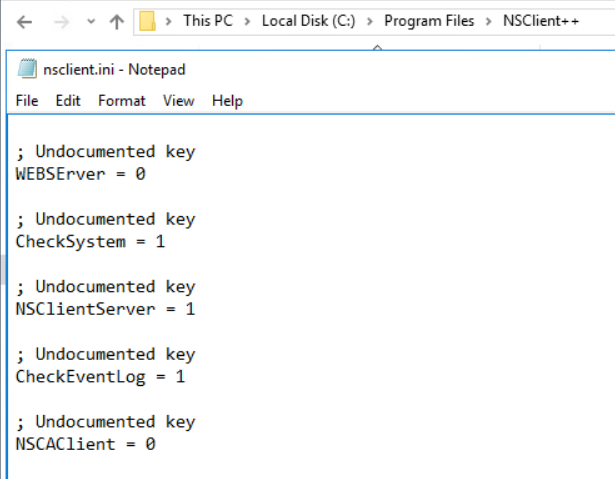 This PC > Local Disk (C:) > Program Files > NSClient++
nsclient.ini - Notepad
File Edit Format View Help
; Undocumented key
WEBSErver = 0
; Undocumented key
CheckSystem = 1
; Undocumented key
NSClientServer = 1
; Undocumented key
CheckEventLog = 1
; Undocumented key
NSCAClient = 0